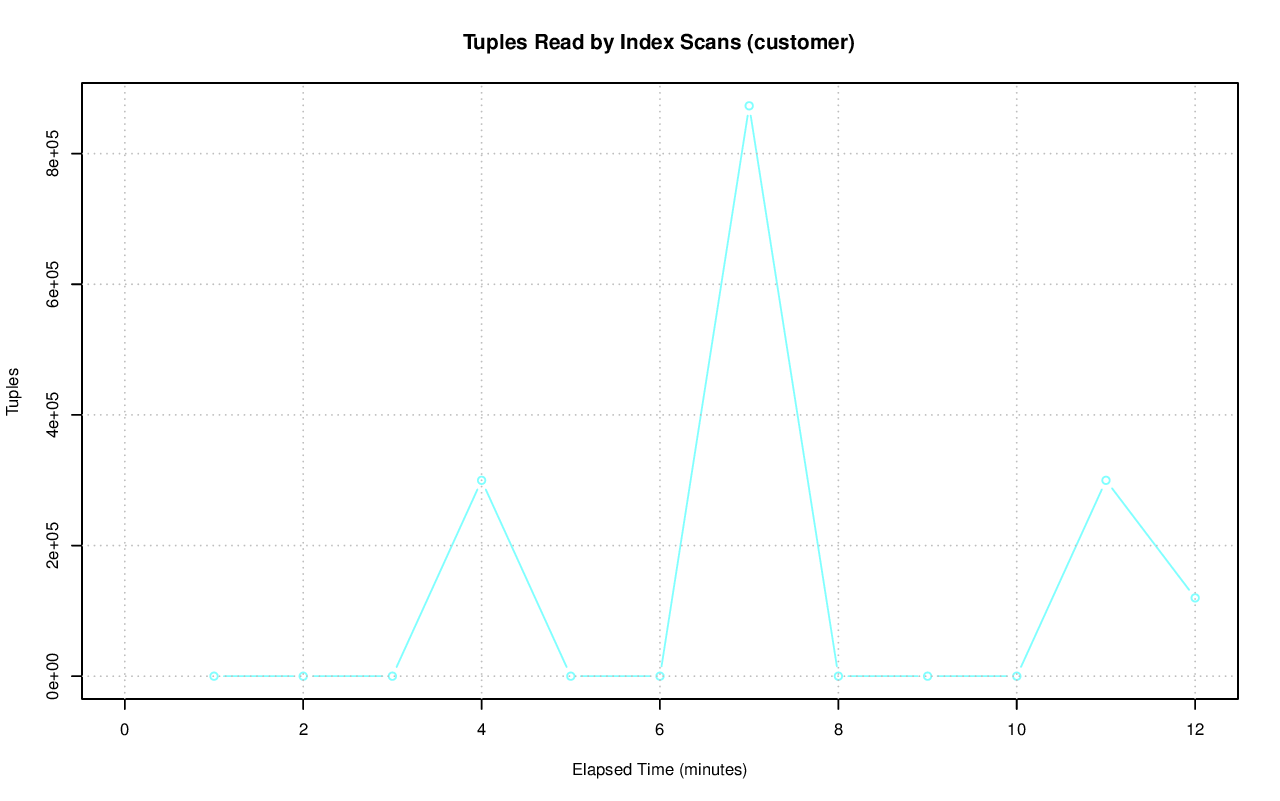 Tuples Read by Index Scans (customer)
Tuples
8e+05
6e+05
4e+05
2e+05
0e+00
0 2 4 6 8 10 12
Elapsed Time (minutes)